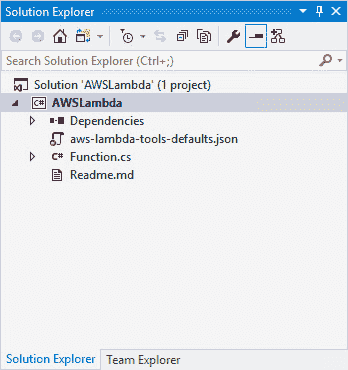 Solution Explorer
Search Solution Explorer (Ctrl+;)
Solution 'AWSLambda' (1 project)
C# AWSLambda
Dependencies
aws-lambda-tools-defaults.json
C# Function.cs
Readme.md
Solution Explorer Team Explorer